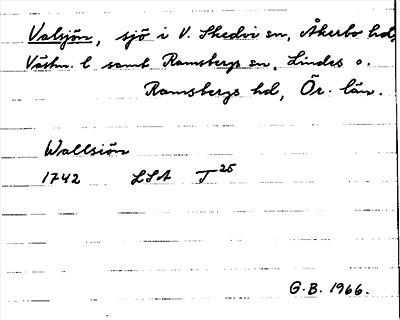 Valsjön, sjö i V. Skedvi sn, Åkerbo hd,
Västm. l samt Ramsbergs sn, Lindes o.
Ramsbergs hd, Ör. län.
Wallsiön
1742 LSA T 25
G.B. 1966.